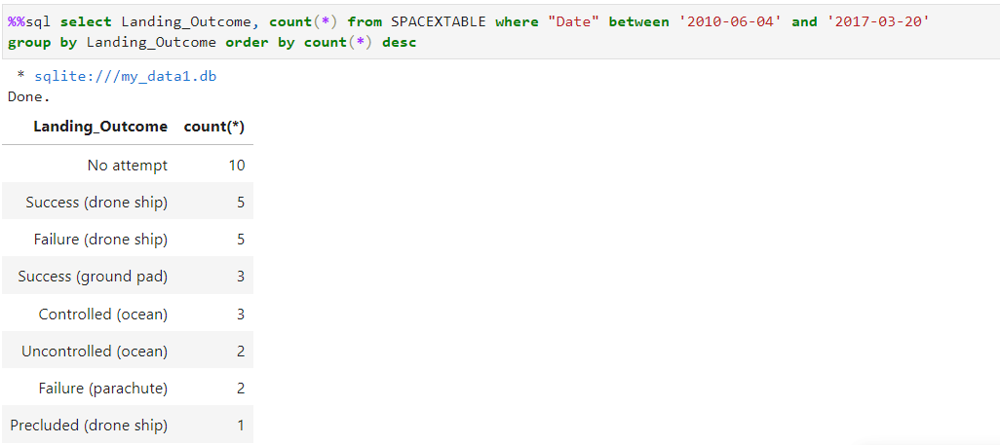 %%sql select Landing_Outcome, count(*) from SPACEXTABLE where "Date" between '2010-06-04' and '2017-03-20'
group by Landing_Outcome order by count(*) desc
* sqlite:///my_data1.db
Done.
Landing_Outcome count(*)
No attempt 10
Success (drone ship) 5
Failure (drone ship) 5
Success (ground pad) 3
Controlled (ocean) 3
Uncontrolled (ocean) 2
Failure (parachute) 2
Precluded (drone ship) 1